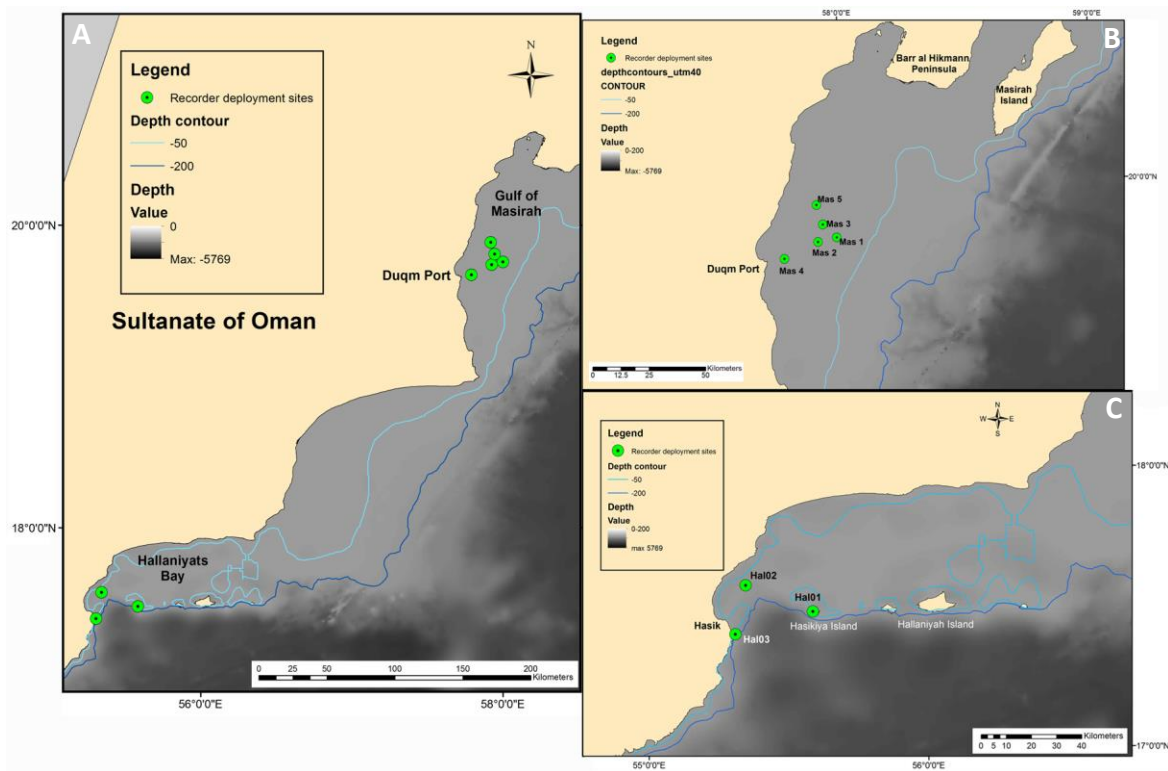 A
N
Legend
Recorder deployment sites
Depth contour
-50
-200
Depth
Value
0
Max: -5769
20°0'0"N
Gulf of
Masirah
Duqm Port
Sultanate of Oman
18°0'0"N
Hallaniyats
Bay
0 25 50 100 150 200
Kilometers
56°0'0"E
58°0'0"E
58°0'0"E
59°0'0"E
B
Legend
Recorder deployment sites
depthcontours_utm40
CONTOUR
-50
-200
Depth
Value
0-200
Max: -5769
Barr al Hikmann
Peninsula
Masirah
Island
20°0'0"N
Mas 5
Mas 3
Mas 1
Mas 2
Mas 4
Duqm Port
Kilometers
0 12.5 25 50
C
N
W E
S
Legend
Recorder deployment sites
Depth contour
-50
-200
Depth
Value
0-200
max 5769
18°0'0"N
Hal02
Hal01
Hasik
Hasikiya Island
Hallaniyah Island
Hal03
Kilometers
0 5 10 20 30 40
17°0'0"N
55°0'0"E
56°0'0"E